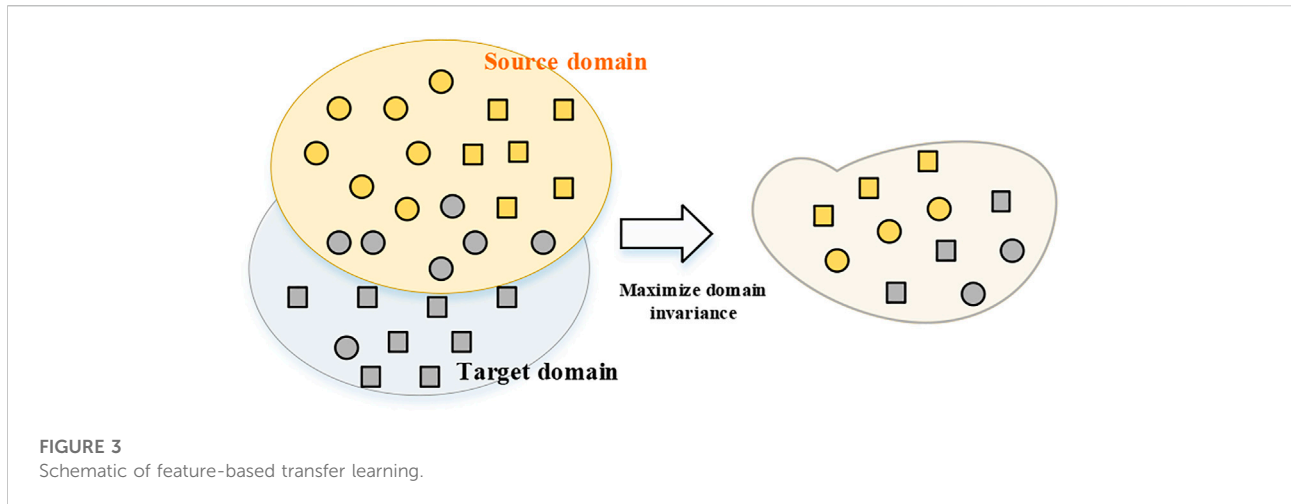 Source domain
Maximize domain
invariance
Target domain
FIGURE 3
Schematic of feature-based transfer learning.